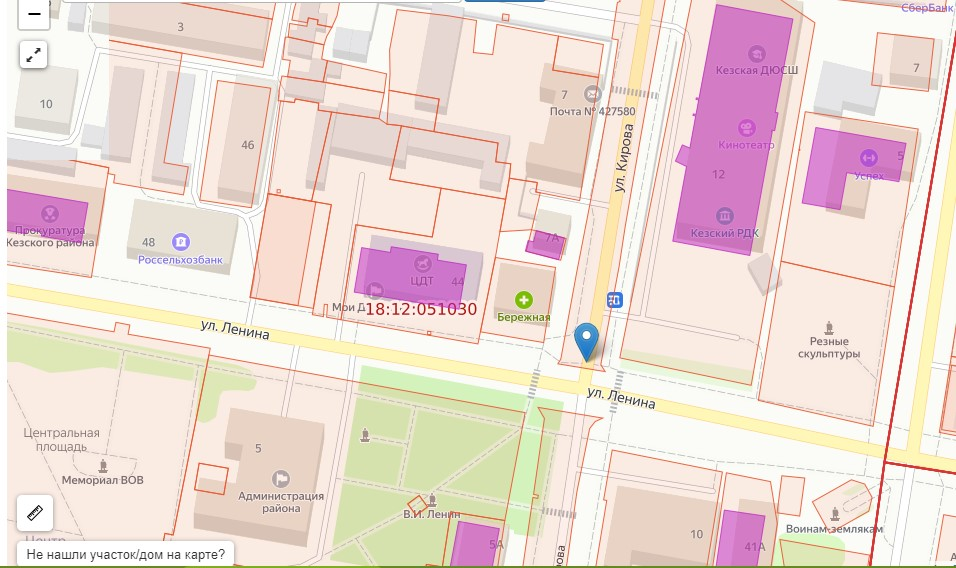 СберБанк
3
7
Кезская ДЮСШ
10
7
Почта № 427580
46
ул. Кирова
Кинотеатр
5
Успех
12
Прокуратура
Кезского района
48
Россельхозбанк
7А
Кезский РДК
ЦДТ
44
Мои Д
18:12:051030
Бережная
ул. Ленина
Резные
скульптуры
ул. Ленина
Центральная
площадь
Мемориал ВОВ
5
Администрация
района
В.И. Ленин
5А
10
41А
Воинам-землякам
Не нашли участок/дом на карте?